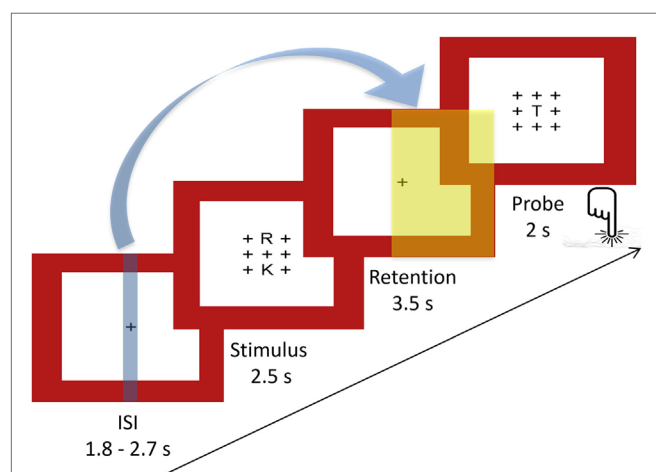 +
ISI
1.8 - 2.7 s
+ R +
+ + +
+ K +
Stimulus
2.5 s
+
Retention
3.5 s
+ + +
+ T +
+ + +
Probe
2 s